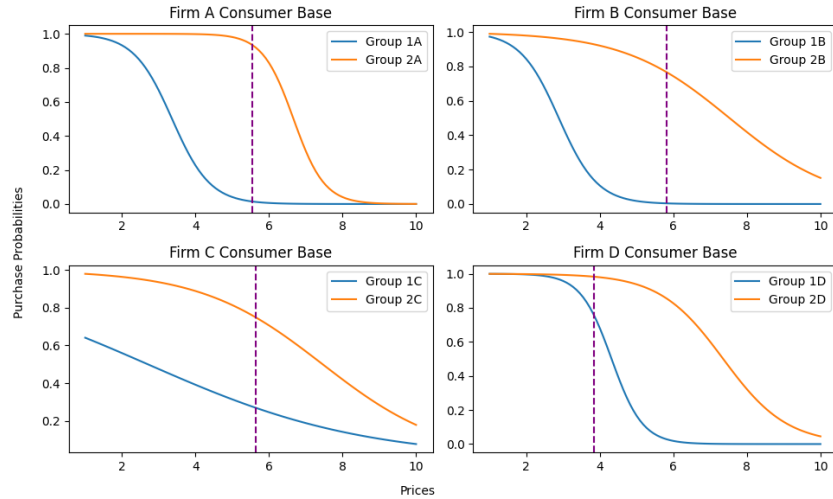 Firm A Consumer Base
1.0
0.8
0.6
0.4
0.2
0.0
Group 1A
Group 2A
2 4 6 8 10
Firm B Consumer Base
1.0
0.8
0.6
0.4
0.2
0.0
Group 1B
Group 2B
2 4 6 8 10
Purchase Probabilities
Firm C Consumer Base
1.0
0.8
0.6
0.4
0.2
Group 1C
Group 2C
2 4 6 8 10
Firm D Consumer Base
1.0
0.8
0.6
0.4
0.2
0.0
Group 1D
Group 2D
2 4 6 8 10
Prices